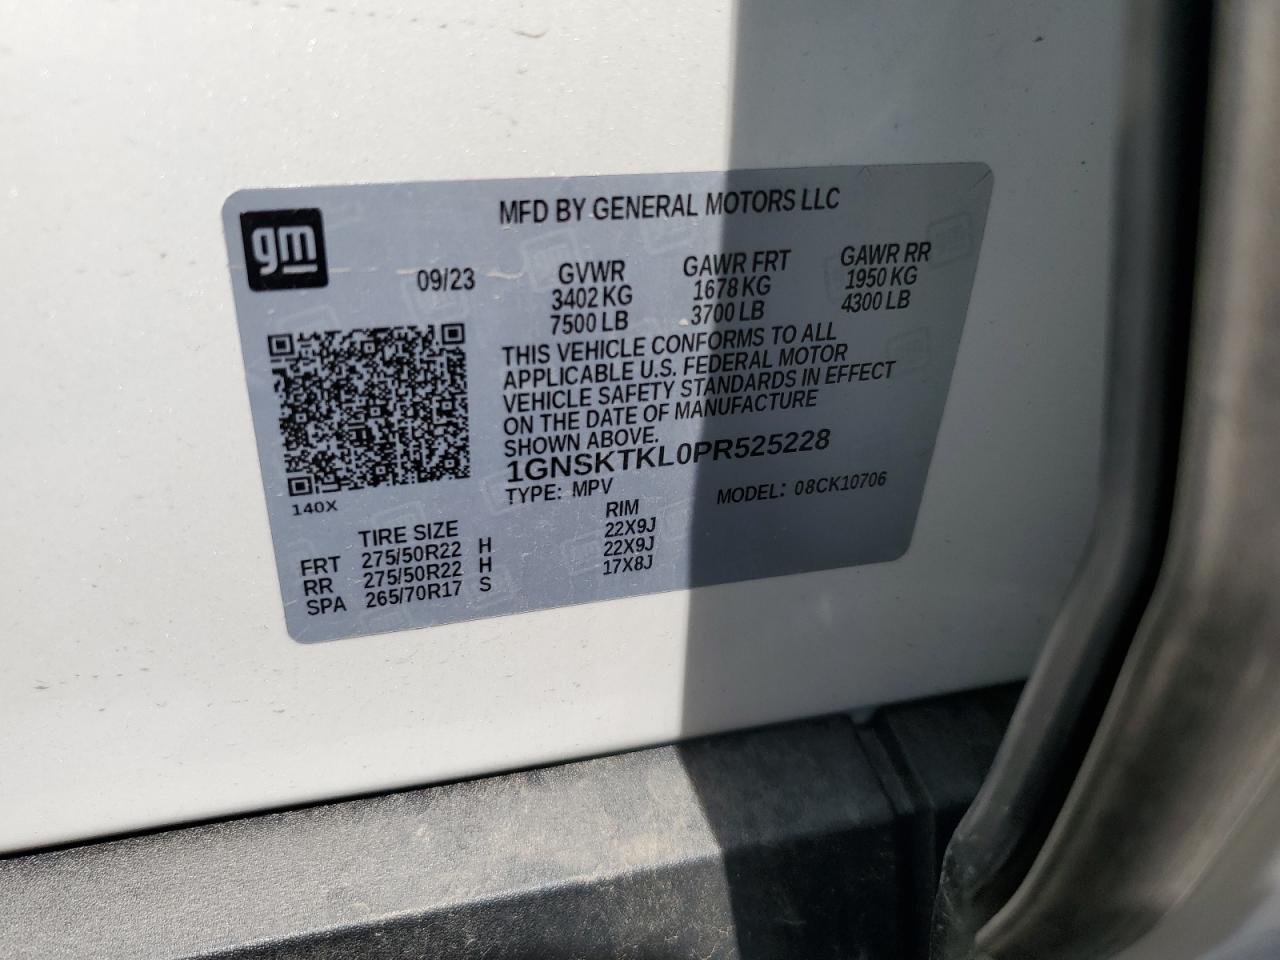 MFD BY GENERAL MOTORS LLC
gm
09/23
GVWR GAWR FRT GAWR RR
3402 KG 1678 KG 1950 KG
7500 LB 3700 LB 4300 LB
THIS VEHICLE CONFORMS TO ALL
APPLICABLE U.S. FEDERAL MOTOR
VEHICLE SAFETY STANDARDS IN EFFECT
ON THE DATE OF MANUFACTURE
SHOWN ABOVE.
1GNSKTKL0PR525228
TYPE: MPV MODEL: 08CK10706
140X
TIRE SIZE RIM
FRT 275/50R22 H 22X9J
RR 275/50R22 H 22X9J
SPA 265/70R17 S 17X8J